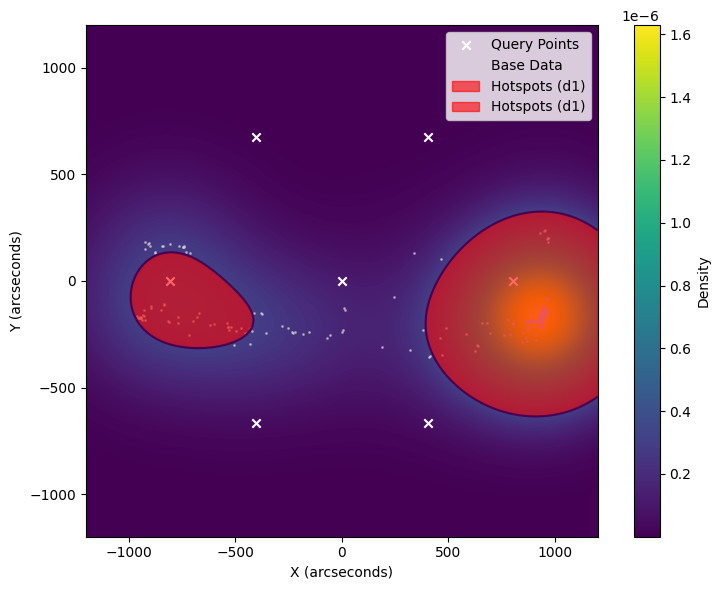 1e−6
Query Points
Base Data
Hotspots (d1)
Hotspots (d1)
1000
500
0
−500
−1000
Y (arcseconds)
−1000
−500
0
500
1000
X (arcseconds)
1.6
1.4
1.2
1.0
0.8
0.6
0.4
0.2
Density